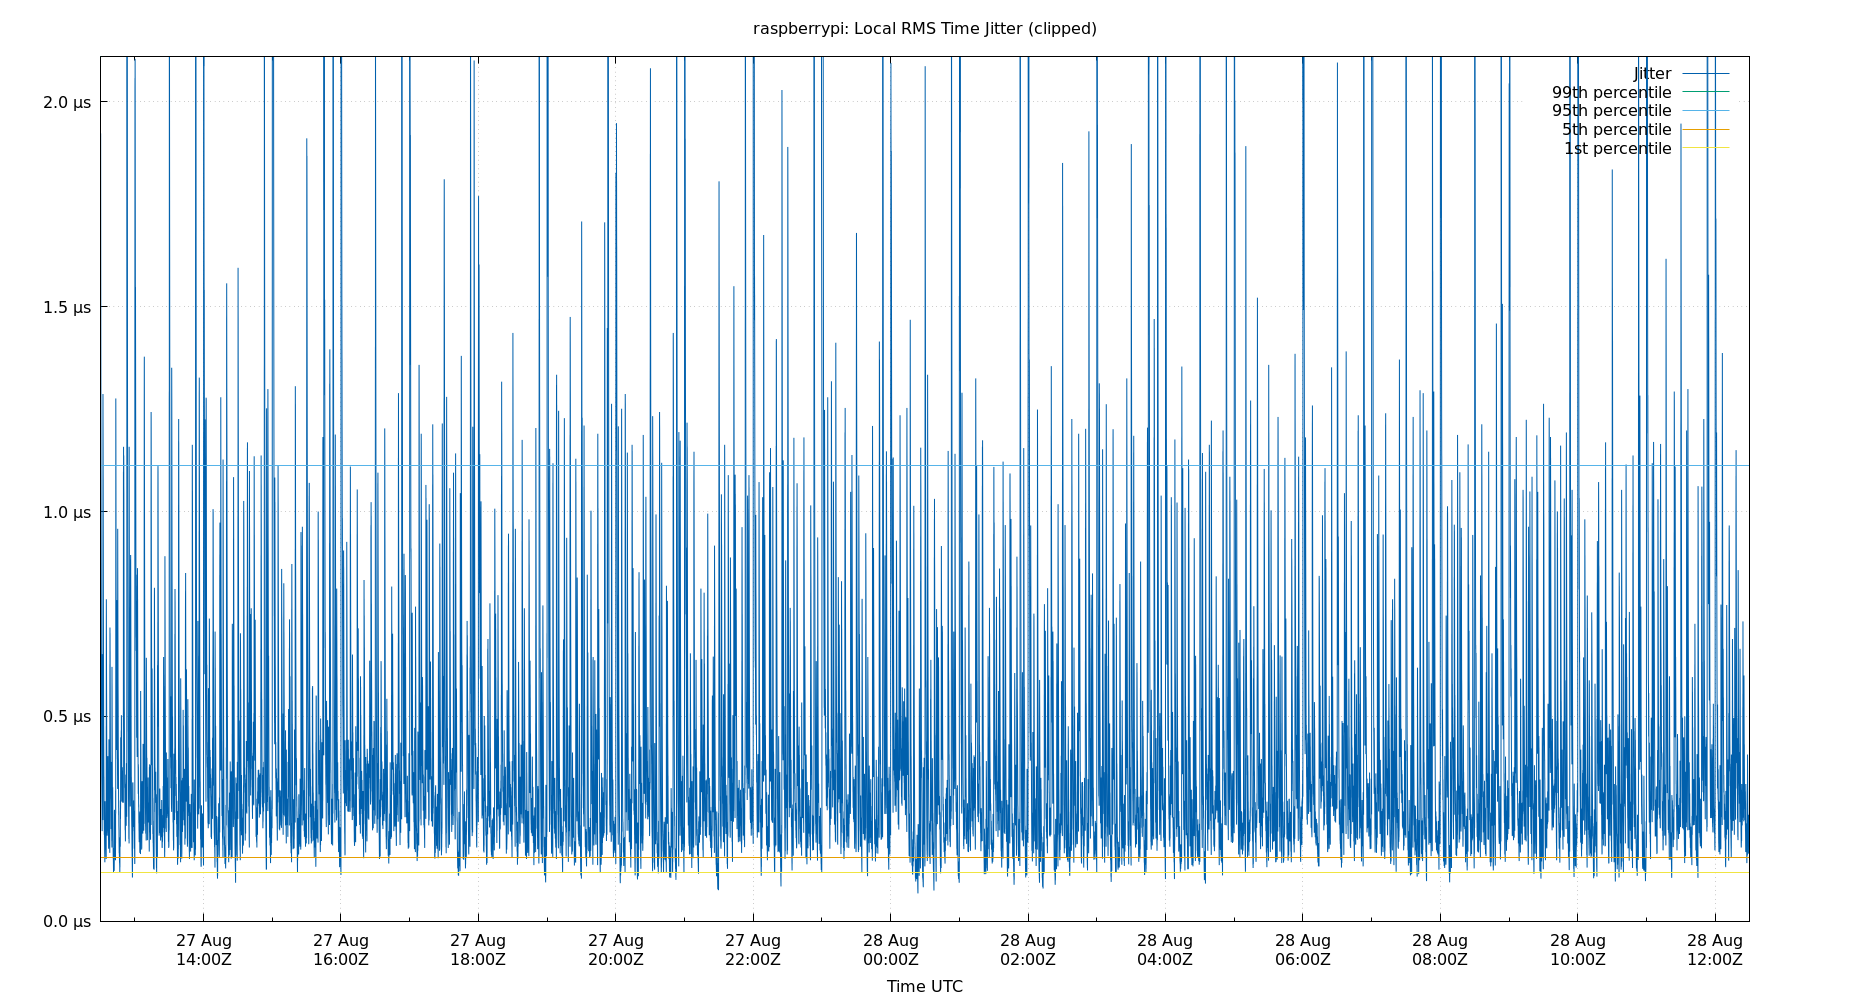 raspberrypi: Local RMS Time Jitter (clipped)
Jitter
99th percentile
95th percentile
5th percentile
1st percentile
2.0 µs
1.5 µs
1.0 µs
0.5 µs
0.0 µs
27 Aug 27 Aug 27 Aug 27 Aug 27 Aug 28 Aug 28 Aug 28 Aug 28 Aug 28 Aug 28 Aug 28 Aug
14:00Z 16:00Z 18:00Z 20:00Z 22:00Z 00:00Z 02:00Z 04:00Z 06:00Z 08:00Z 10:00Z 12:00Z
Time UTC